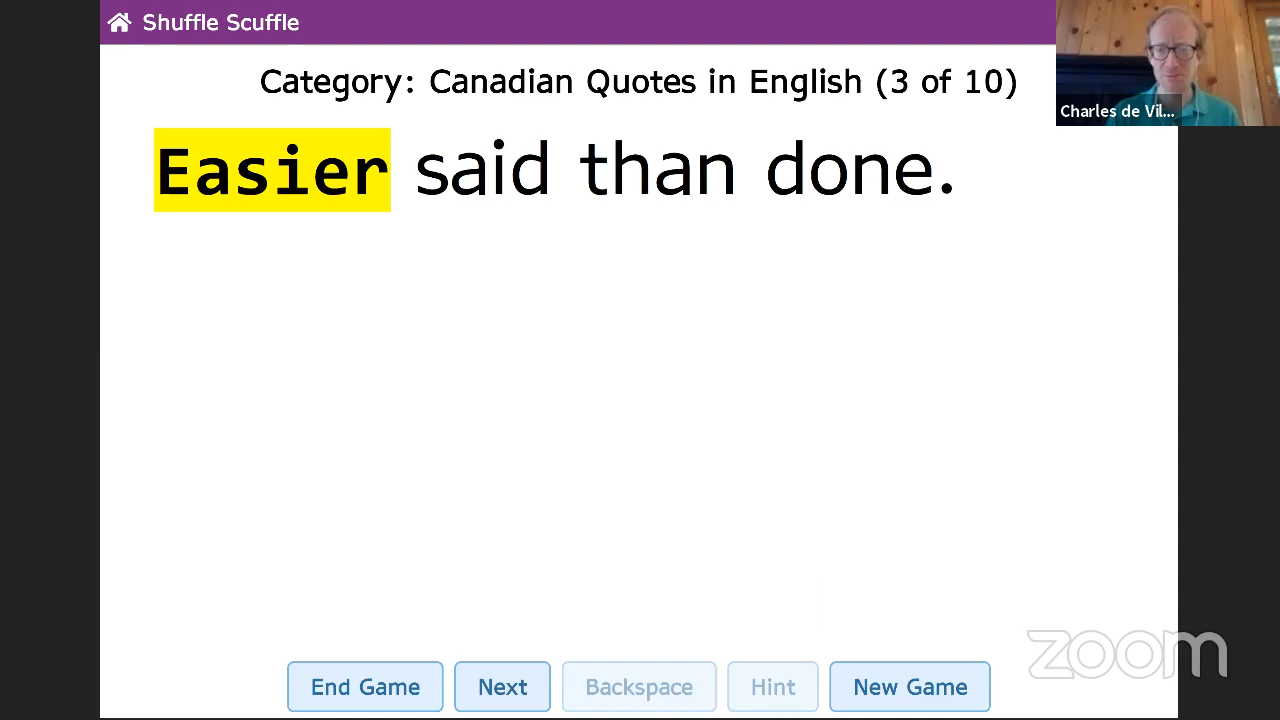 Shuffle Scuffle
Category: Canadian Quotes in English (3 of 10)
Charles de Vil...
Easier said than done.
zoom
End Game
Next
Backspace
Hint
New Game